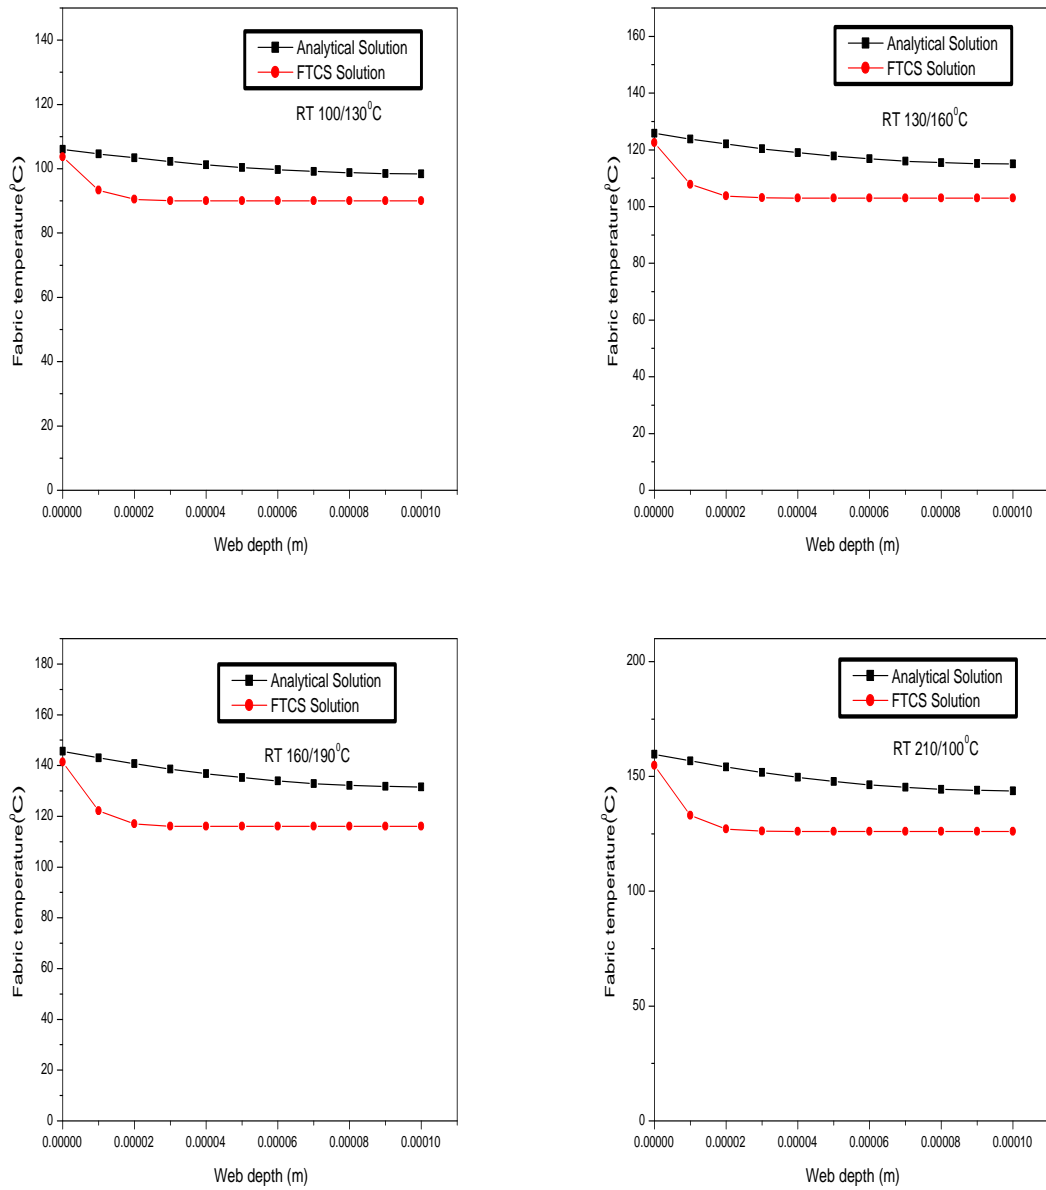 140
120
100
80
60
40
20
0
Fabric temperature(⁰C)
Analytical Solution
FTCS Solution
RT 100/130⁰C
0.00000 0.00002 0.00004 0.00006 0.00008 0.00010
Web depth (m)
160
140
120
100
80
60
40
20
0
Fabric temperature(⁰C)
Analytical Solution
FTCS Solution
RT 130/160⁰C
0.00000 0.00002 0.00004 0.00006 0.00008 0.00010
Web depth (m)
180
160
140
120
100
80
60
40
20
0
Fabric temperature(⁰C)
Analytical Solution
FTCS Solution
RT 160/190⁰C
0.00000 0.00002 0.00004 0.00006 0.00008 0.00010
Web depth (m)
200
150
100
50
0
Fabric temperature(⁰C)
Analytical Solution
FTCS Solution
RT 210/100⁰C
0.00000 0.00002 0.00004 0.00006 0.00008 0.00010
Web depth (m)